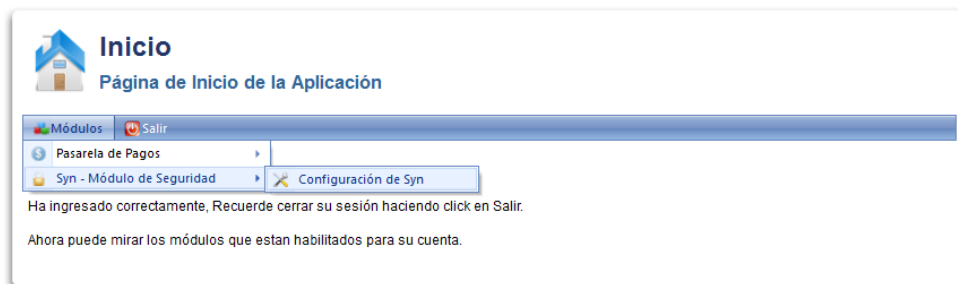 Inicio
Página de Inicio de la Aplicación
Módulos Salir
Pasarela de Pagos
Syn - Módulo de Seguridad Configuración de Syn
Ha ingresado correctamente, Recuerde cerrar su sesión haciendo click en Salir.
Ahora puede mirar los módulos que estan habilitados para su cuenta.